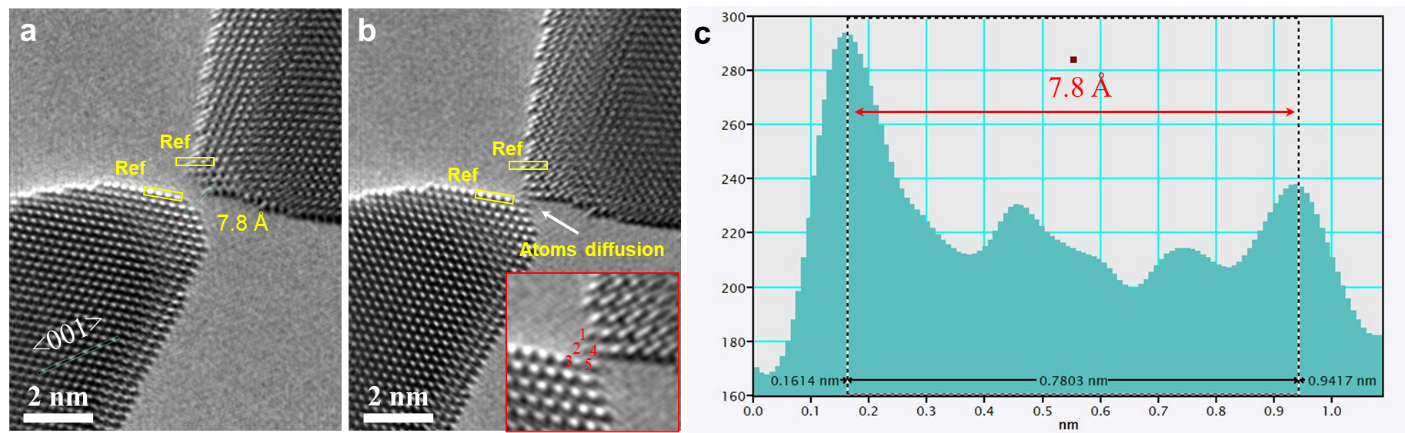 a
Ref
Ref
7.8 Å
<001>
2 nm
b
Ref
Ref
Atoms diffusion
1
2
3
4
5
2 nm
c
300
280
260
240
220
200
180
160
7.8 Å
0.1614 nm
0.7803 nm
0.9417 nm
0.0 0.1 0.2 0.3 0.4 0.5 0.6 0.7 0.8 0.9 1.0
nm